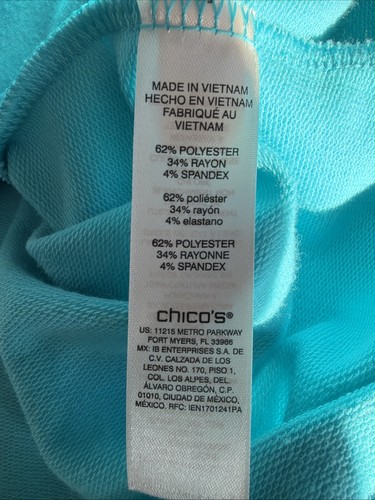 MADE IN VIETNAM
HECHO EN VIETNAM
FABRIQUÉ AU
VIETNAM
62% POLYESTER
34% RAYON
4% SPANDEX
62% poliéster
34% rayón
4% elastano
62% POLYESTER
34% RAYONNE
4% SPANDEX
chico's®
US: 11215 METRO PARKWAY
FORT MYERS, FL 33966
MX: IB ENTERPRISES S.A. DE
C.V. CALZADA DE LOS
LEONES NO. 170, PISO 1,
COL. LOS ALPES, DEL.
ÁLVARO OBREGÓN, C.P.
01010, CIUDAD DE MÉXICO,
MÉXICO. RFC: IEN1701241PA